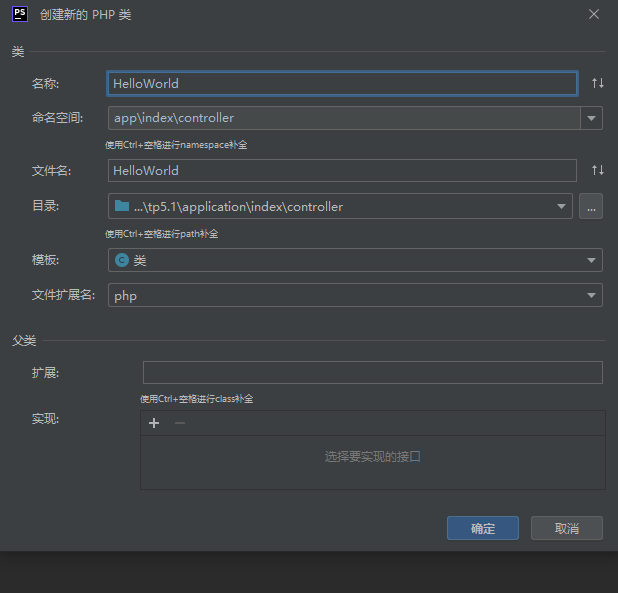 PS 创建新的 PHP 类
类
名称: HelloWorld
命名空间: app\index\controller
使用Ctrl+空格进行namespace补全
文件名: HelloWorld
目录: ...\tp5.1\application\index\controller ...
使用Ctrl+空格进行path补全
模板: C 类
文件扩展名: php
父类
扩展:
使用Ctrl+空格进行class补全
实现:
选择要实现的接口
确定 取消